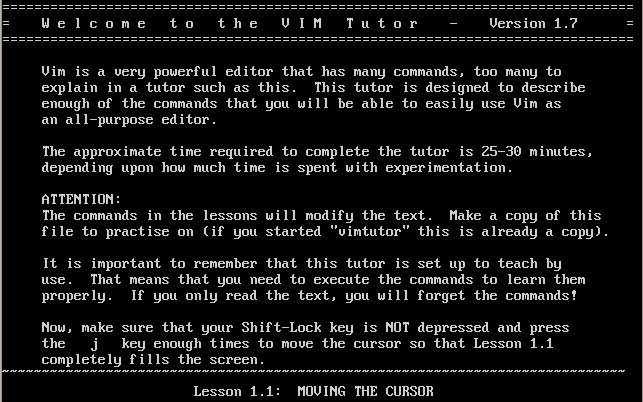 ===============================================================================
=    W e l c o m e   t o   t h e   V I M   T u t o r    -    Version 1.7      =
===============================================================================
Vim is a very powerful editor that has many commands, too many to
explain in a tutor such as this.  This tutor is designed to describe
enough of the commands that you will be able to easily use Vim as
an all-purpose editor.
The approximate time required to complete the tutor is 25-30 minutes,
depending upon how much time is spent with experimentation.
ATTENTION:
The commands in the lessons will modify the text.  Make a copy of this
file to practise on (if you started "vimtutor" this is already a copy).
It is important to remember that this tutor is set up to teach by
use.  That means that you need to execute the commands to learn them
properly.  If you only read the text, you will forget the commands!
Now, make sure that your Shift-Lock key is NOT depressed and press
the   j   key enough times to move the cursor so that Lesson 1.1
completely fills the screen.
~~~~~~~~~~~~~~~~~~~~~~~~~~~~~~~~~~~~~~~~~~~~~~~~~~~~~~~~~~~~~~~~~~~~~~~~~~~~~~
Lesson 1.1:  MOVING THE CURSOR